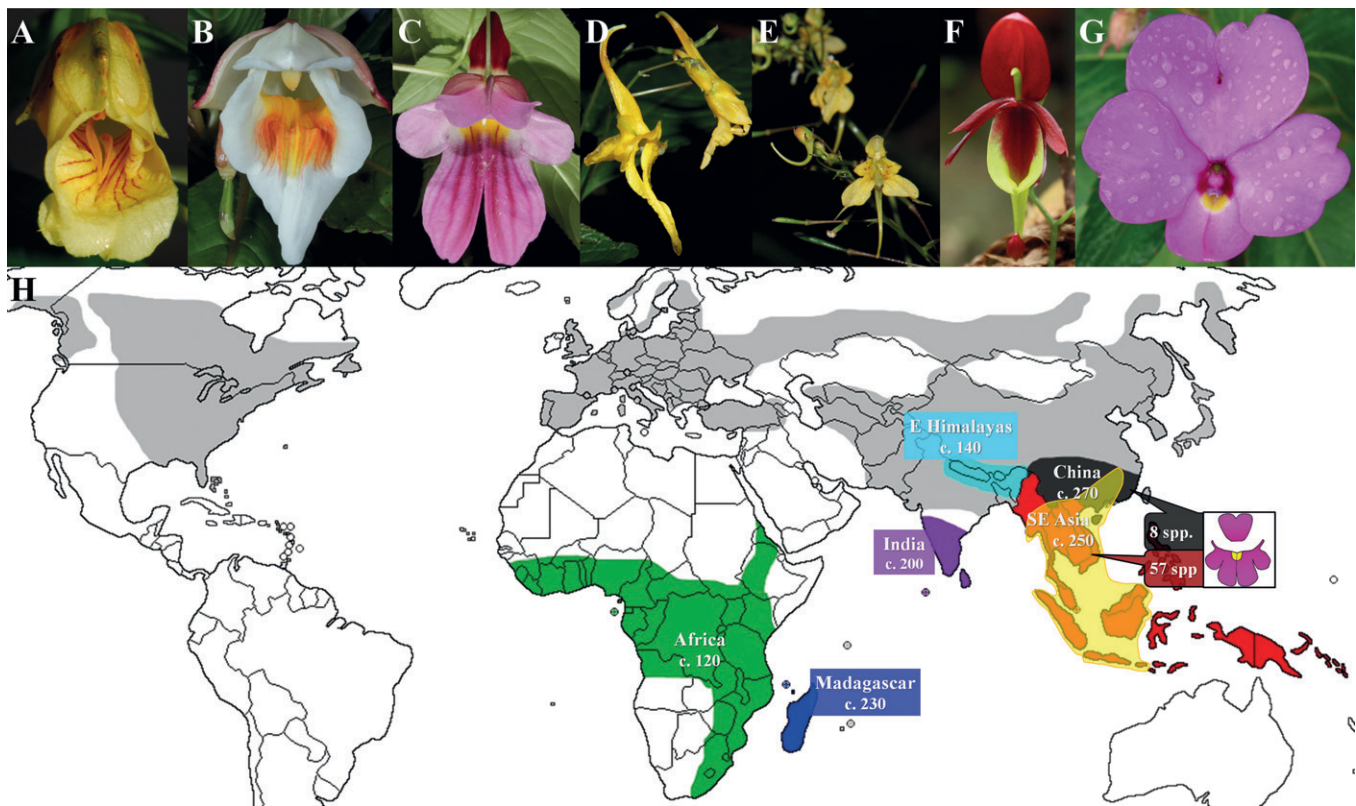 A
B
C
D
E
F
G
H
E Himalayas
c. 140
China
c. 270
SE Asia
c. 250
8 spp.
57 spp
India
c. 200
Africa
c. 120
Madagascar
c. 230